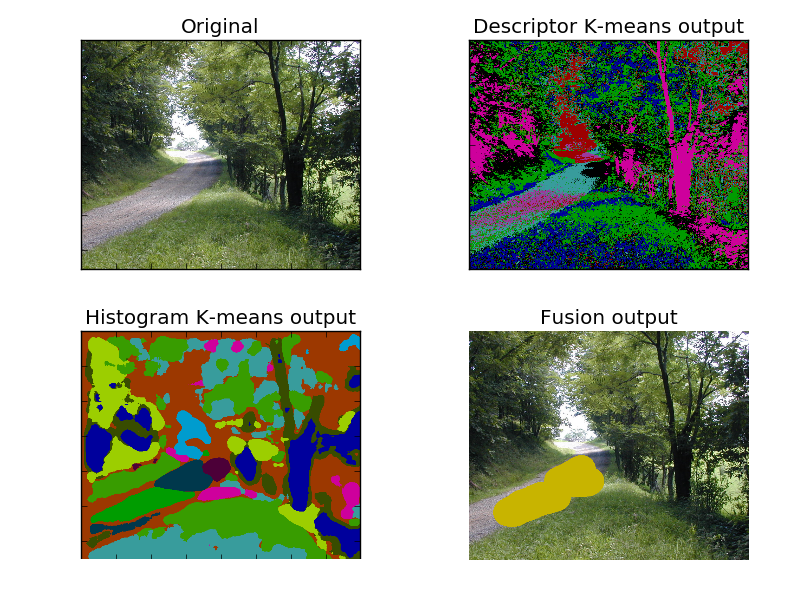 Original
Descriptor K-means output
Histogram K-means output
Fusion output